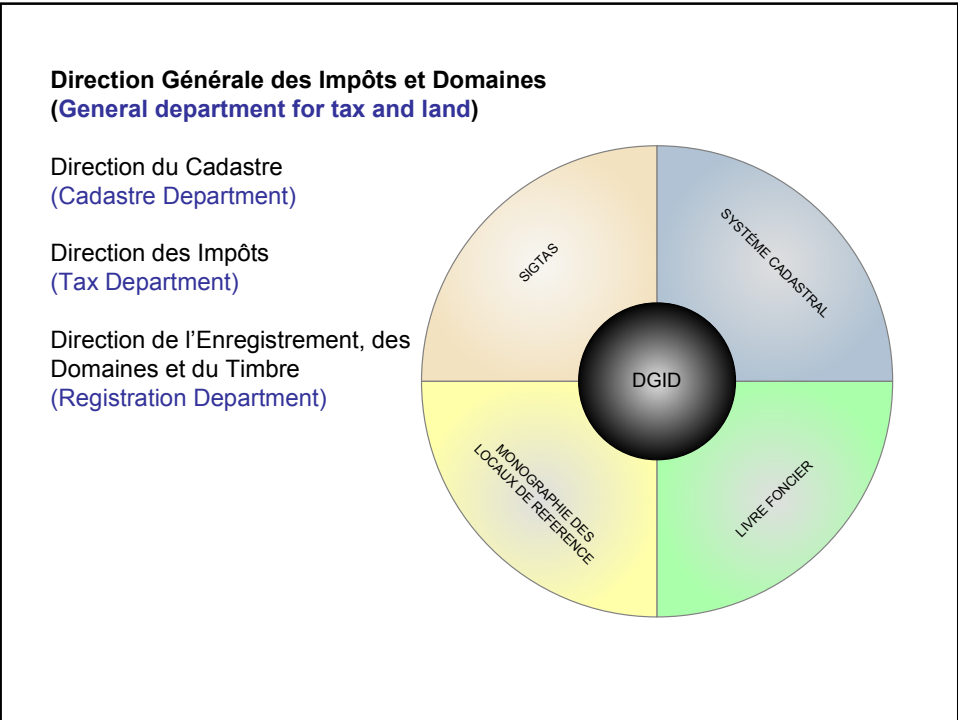 Direction Générale des Impôts et Domaines
(General department for tax and land)
Direction du Cadastre
(Cadastre Department)
Direction des Impôts
(Tax Department)
Direction de l’Enregistrement, des
Domaines et du Timbre
(Registration Department)
SIGTAS
SYSTÉME CADASTRAL
DGID
MONOGRAPHIE DES
LOCAUX DE REFERENCE
LIVRE FONCIER